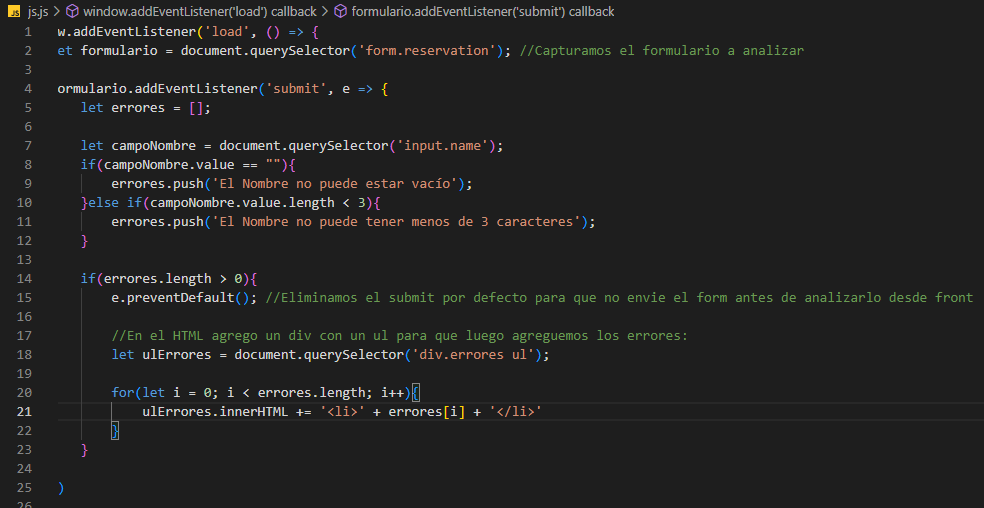 JS js.js > window.addEventListener('load') callback > formulario.addEventListener('submit') callback
1 w.addEventListener('load', () => {
2 et formulario = document.querySelector('form.reservation'); //Capturamos el formulario a analizar
3
4 ormulario.addEventListener('submit', e => {
5 let errores = [];
6
7 let campoNombre = document.querySelector('input.name');
8 if(campoNombre.value == ""){
9 errores.push('El Nombre no puede estar vacío');
10 }else if(campoNombre.value.length < 3){
11 errores.push('El Nombre no puede tener menos de 3 caracteres');
12 }
13
14 if(errores.length > 0){
15 e.preventDefault(); //Eliminamos el submit por defecto para que no envie el form antes de analizarlo desde front
16
17 //En el HTML agrego un div con un ul para que luego agreguemos los errores:
18 let ulErrores = document.querySelector('div.errores ul');
19
20 for(let i = 0; i < errores.length; i++){
21 ulErrores.innerHTML += '<li>' + errores[i] + '</li>'
22 }
23 }
24
25 )
26